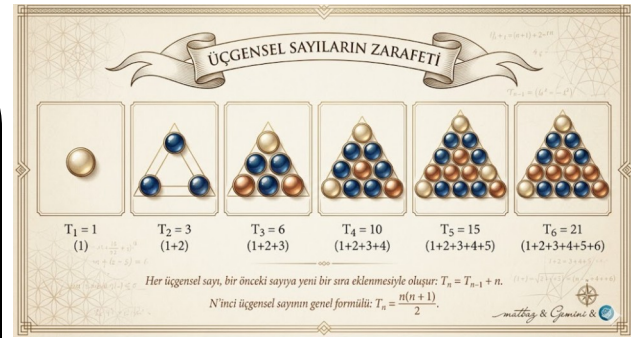 ÜÇGENSEL SAYILARIN ZARAFETİ
T₁ = 1
(1)
T₂ = 3
(1+2)
T₃ = 6
(1+2+3)
T₄ = 10
(1+2+3+4)
T₅ = 15
(1+2+3+4+5)
T₆ = 21
(1+2+3+4+5+6)
Her üçgensel sayı, bir önceki sayıya yeni bir sıra eklenmesiyle oluşur: Tₙ = Tₙ₋₁ + n.
N'inci üçgensel sayının genel formülü: Tₙ = n(n + 1)/2.
matbaz & Gemini &